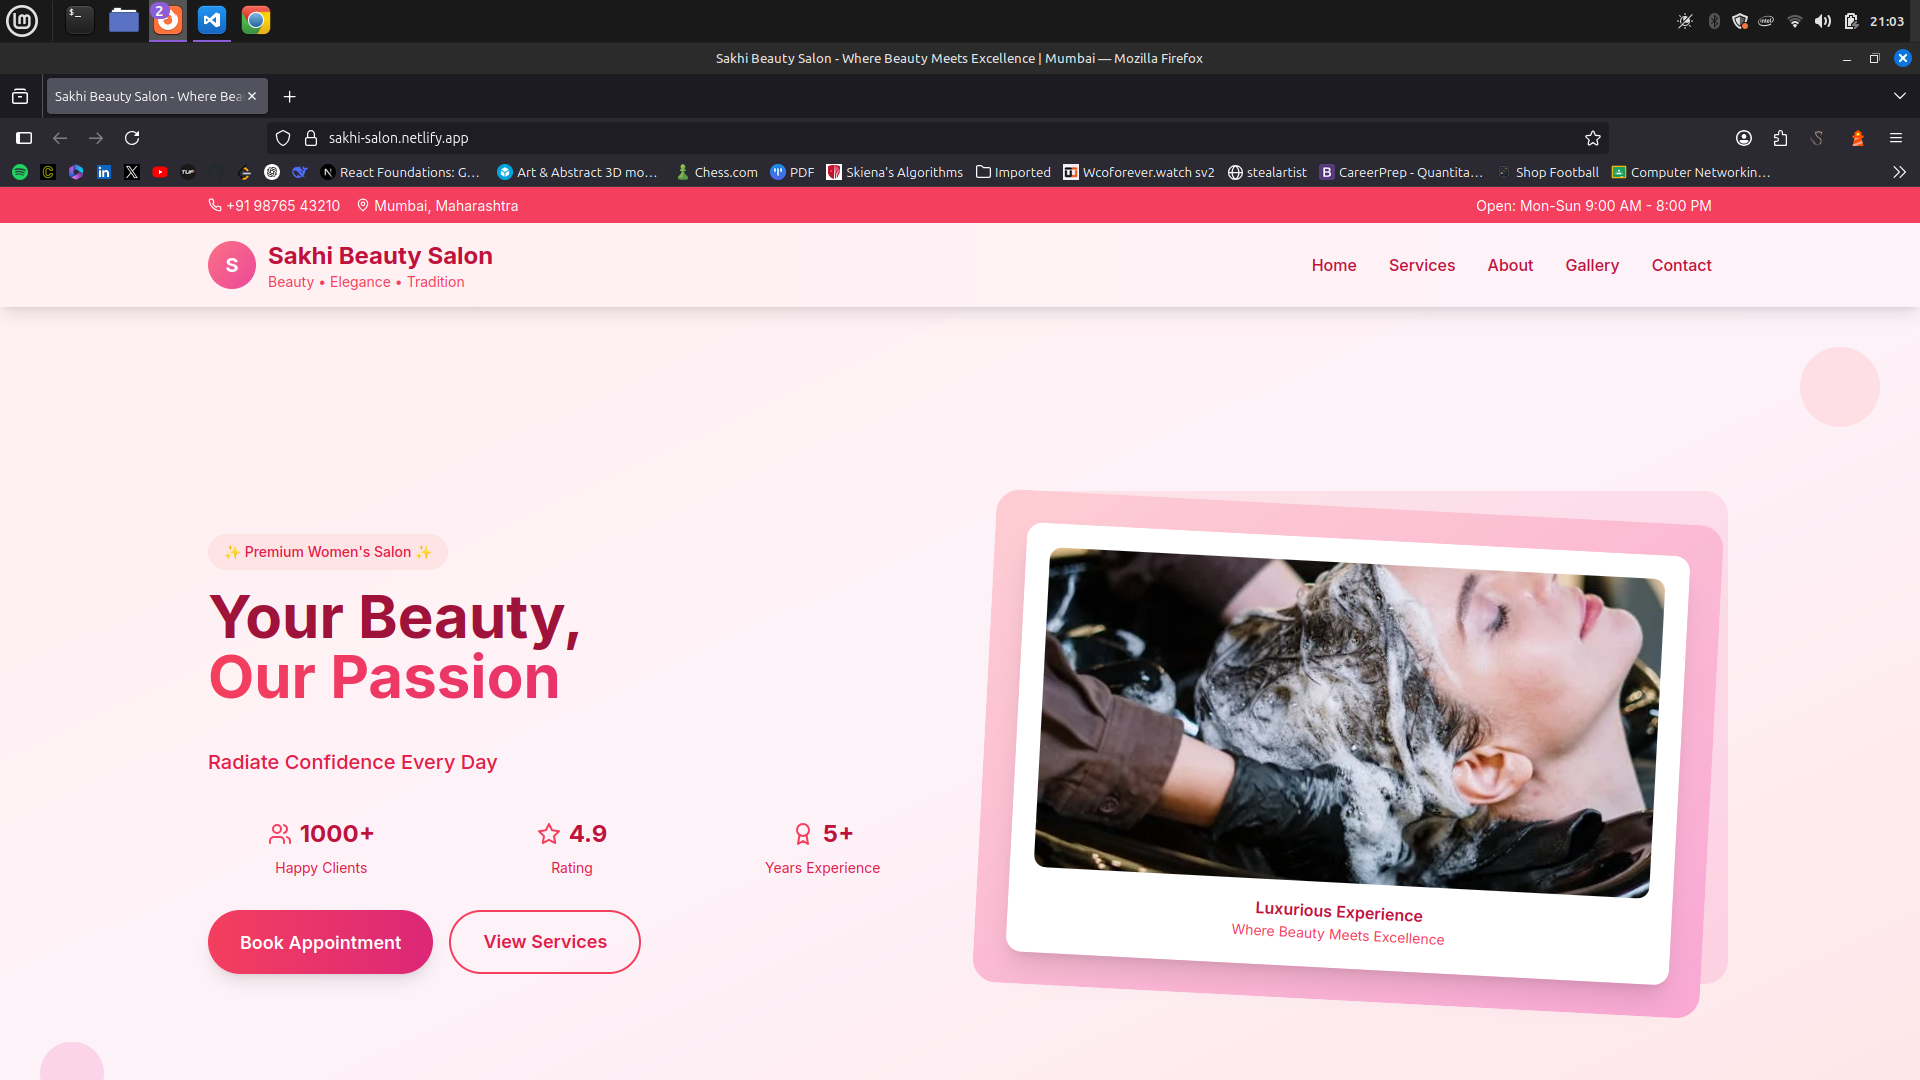 2
21:03
Sakhi Beauty Salon - Where Beauty Meets Excellence | Mumbai — Mozilla Firefox
Sakhi Beauty Salon - Where Bea
sakhi-salon.netlify.app
React Foundations: G…
Art & Abstract 3D mo…
Chess.com
PDF
Skiena's Algorithms
Imported
Wcoforever.watch sv2
stealartist
CareerPrep - Quantita…
Shop Football
Computer Networkin…
+91 98765 43210
Mumbai, Maharashtra
Open: Mon-Sun 9:00 AM - 8:00 PM
S
Sakhi Beauty Salon
Beauty • Elegance • Tradition
Home
Services
About
Gallery
Contact
✨ Premium Women's Salon ✨
Your Beauty,
Our Passion
Radiate Confidence Every Day
1000+
Happy Clients
4.9
Rating
5+
Years Experience
Book Appointment
View Services
Luxurious Experience
Where Beauty Meets Excellence